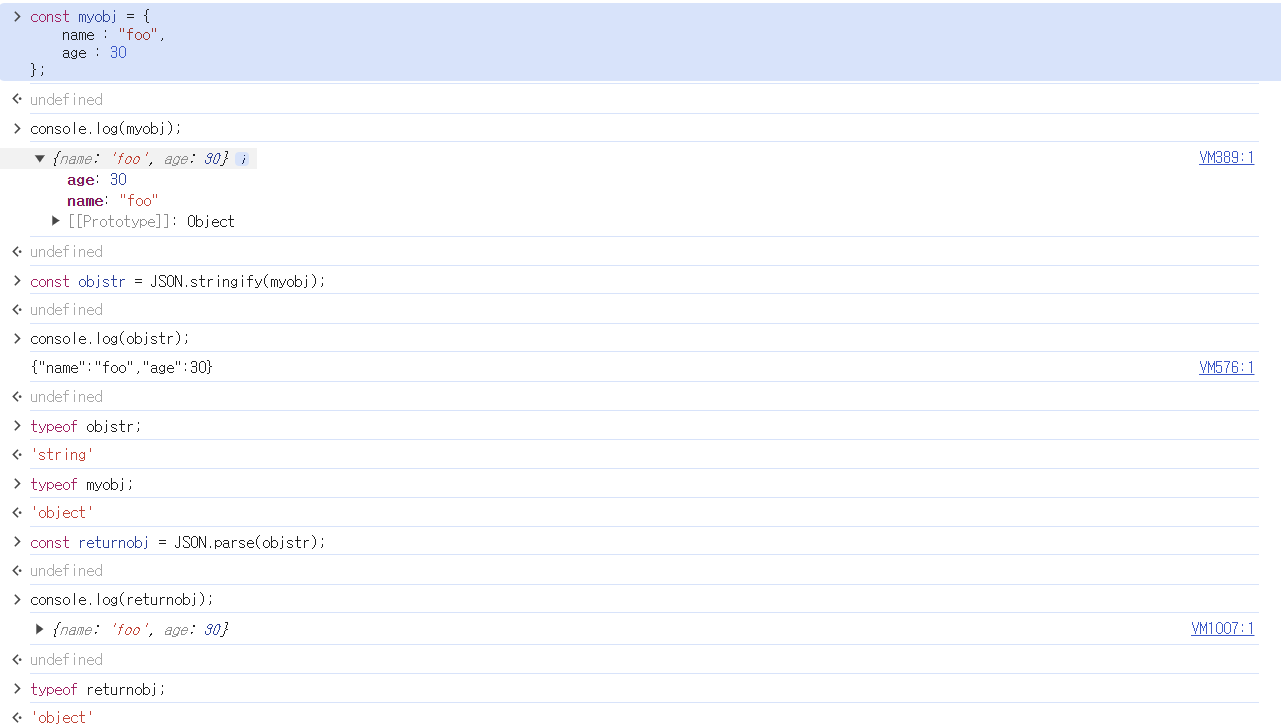 const myobj = {
name : "foo",
age : 30
};
undefined
console.log(myobj);
{name: 'foo', age: 30} i VM389:1
age: 30
name: "foo"
[[Prototype]]: Object
undefined
const objstr = JSON.stringify(myobj);
undefined
console.log(objstr);
{"name":"foo","age":30} VM576:1
undefined
typeof objstr;
'string'
typeof myobj;
'object'
const returnobj = JSON.parse(objstr);
undefined
console.log(returnobj);
{name: 'foo', age: 30} VM1007:1
undefined
typeof returnobj;
'object'